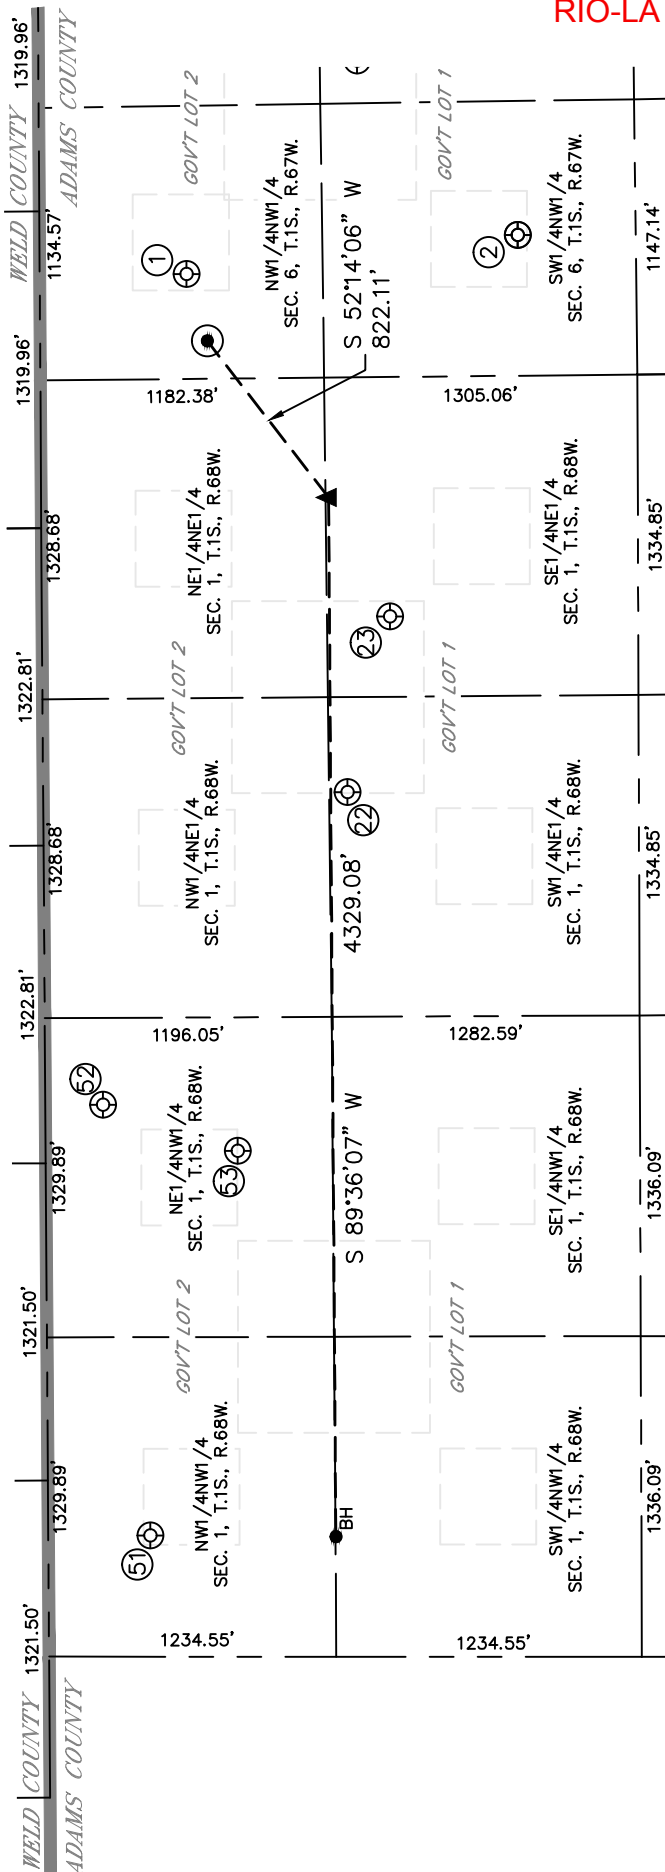 RIO-LA
1319.96'
WELD COUNTY
ADAMS COUNTY
1134.57'
1319.96'
GOV'T LOT 2
GOV'T LOT 1
1
NW1/4NW1/4
SEC. 6, T.1S., R.67W.
S 52°14'06" W
822.11'
2
SW1/4NW1/4
SEC. 6, T.1S., R.67W.
1147.14'
1182.38'
1305.06'
1328.68'
NE1/4NE1/4
SEC. 1, T.1S., R.68W.
SE1/4NE1/4
SEC. 1, T.1S., R.68W.
1334.85'
1322.81'
GOV'T LOT 2
23
GOV'T LOT 1
1328.68'
NW1/4NE1/4
SEC. 1, T.1S., R.68W.
22
4329.08'
SW1/4NE1/4
SEC. 1, T.1S., R.68W.
1334.85'
1322.81'
1196.05'
1282.59'
52
1329.89'
NE1/4NW1/4
SEC. 1, T.1S., R.68W.
53
S 89°36'07" W
SE1/4NW1/4
SEC. 1, T.1S., R.68W.
1336.09'
1321.50'
GOV'T LOT 2
GOV'T LOT 1
1329.89'
51
NW1/4NW1/4
SEC. 1, T.1S., R.68W.
BH
SW1/4NW1/4
SEC. 1, T.1S., R.68W.
1336.09'
1321.50'
1234.55'
1234.55'
WELD COUNTY
ADAMS COUNTY